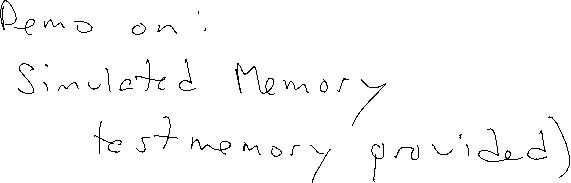 Demo on:
Simulated Memory
testmemory provided)